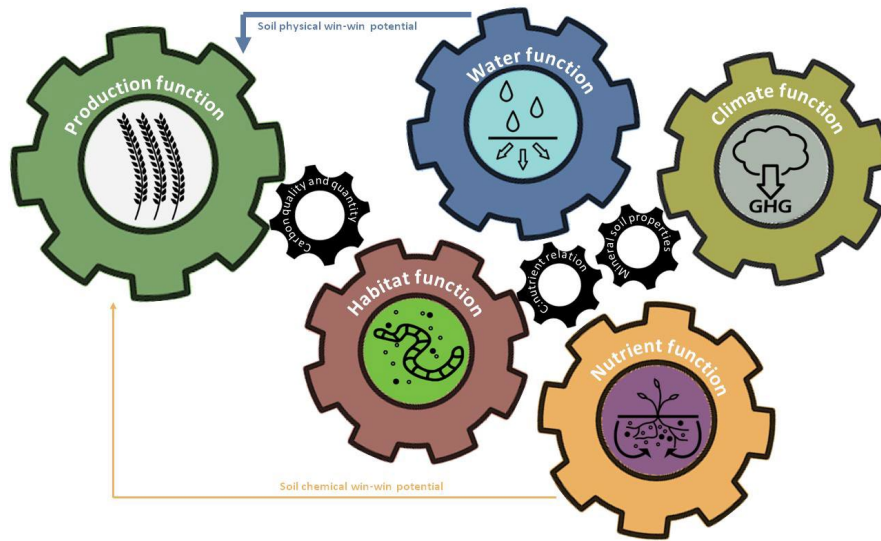 Soil physical win-win potential
Production function
Water function
Climate function
GHG
Carbon quality and quantity
Mineral soil properties
C:nutrient relation
Habitat function
Nutrient function
Soil chemical win-win potential